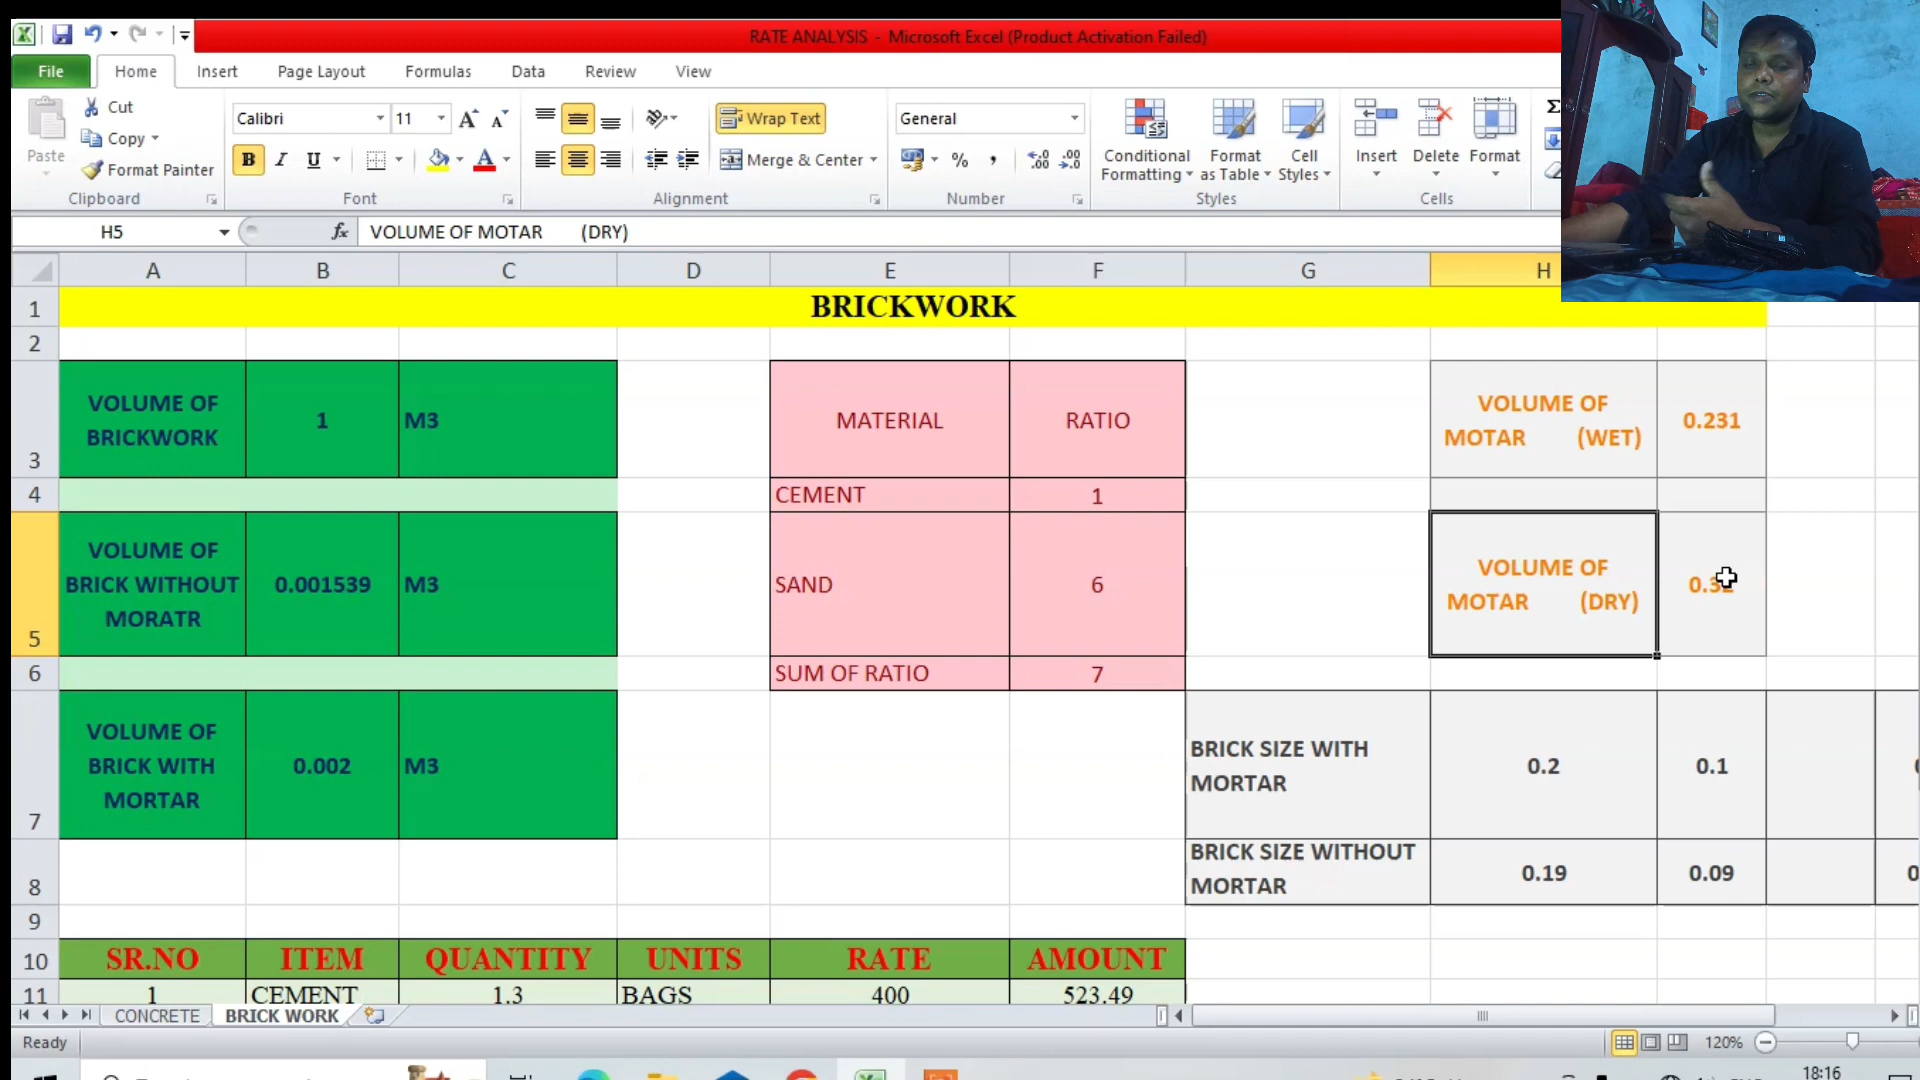 RATE ANALYSIS - Microsoft Excel (Product Activation Failed)
File Home Insert Page Layout Formulas Data Review View
Paste
Cut
Copy
Format Painter
Clipboard
Calibri 11
B I U
Font
Wrap Text
Merge & Center
Alignment
General
%
Number
Conditional Formatting
Format as Table
Cell Styles
Styles
Insert Delete Format
Cells
H5 fx VOLUME OF MOTAR (DRY)
A B C D E F G H
1 BRICKWORK
2
3 VOLUME OF BRICKWORK 1 M3 MATERIAL RATIO VOLUME OF MOTAR (WET) 0.231
4 CEMENT 1
5 VOLUME OF BRICK WITHOUT MORATR 0.001539 M3 SAND 6 VOLUME OF MOTAR (DRY)
6 SUM OF RATIO 7
7 VOLUME OF BRICK WITH MORTAR 0.002 M3 BRICK SIZE WITH MORTAR 0.2 0.1
8 BRICK SIZE WITHOUT MORTAR 0.19 0.09
9
10 SR.NO ITEM QUANTITY UNITS RATE AMOUNT
11 1 CEMENT 1.3 BAGS 400 523.49
CONCRETE BRICK WORK
Ready 120%
18:16